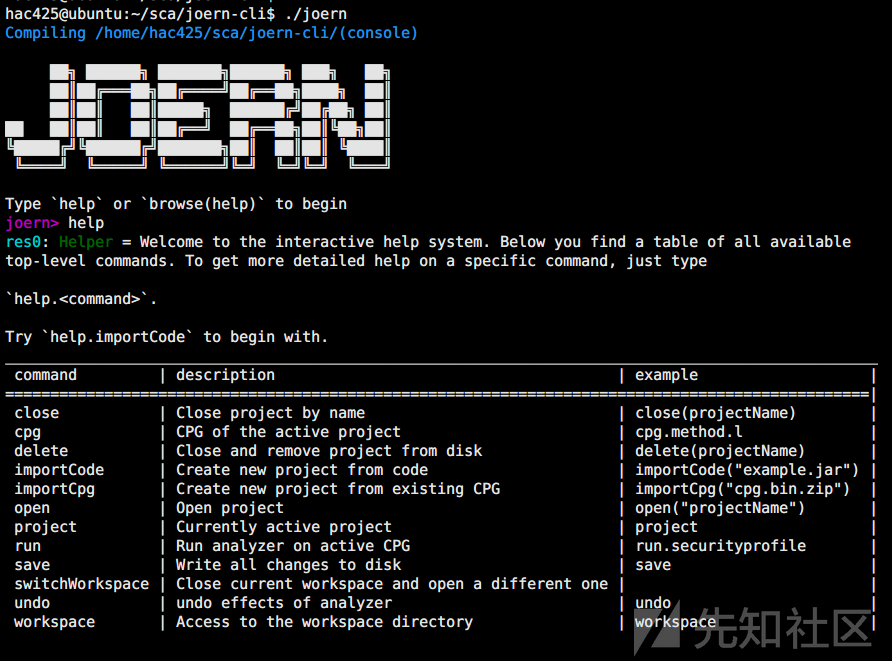 hac425@ubuntu:~/sca/joern-cli$ ./joern
Compiling /home/hac425/sca/joern-cli/(console)
JOERN
Type `help` or `browse(help)` to begin
joern> help
res0: Helper = Welcome to the interactive help system. Below you find a table of all available
top-level commands. To get more detailed help on a specific command, just type
`help.<command>`.
Try `help.importCode` to begin with.
command | description | example |
close | Close project by name | close(projectName) |
cpg | CPG of the active project | cpg.method.l |
delete | Close and remove project from disk | delete(projectName) |
importCode | Create new project from code | importCode("example.jar") |
importCpg | Create new project from existing CPG | importCpg("cpg.bin.zip") |
open | Open project | open("projectName") |
project | Currently active project | project |
run | Run analyzer on active CPG | run.securityprofile |
save | Write all changes to disk | save |
switchWorkspace | Close current workspace and open a different one | |
undo | undo effects of analyzer | undo |
workspace | Access to the workspace directory | workspace |
先知社区